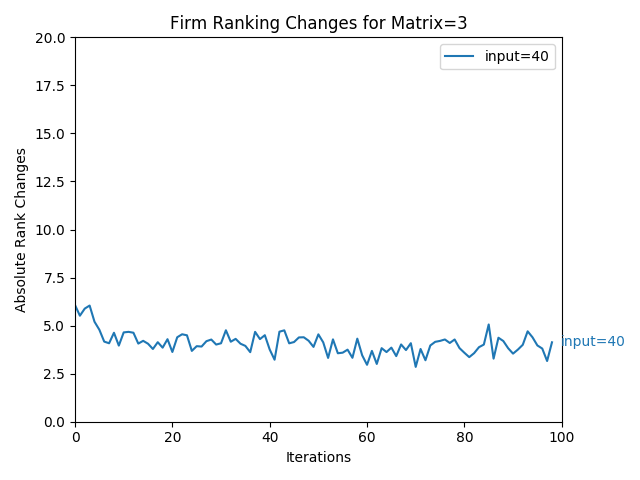 Firm Ranking Changes for Matrix=3
20.0
17.5
15.0
12.5
10.0
7.5
5.0
2.5
0.0
Absolute Rank Changes
input=40
input=40
0 20 40 60 80 100
Iterations